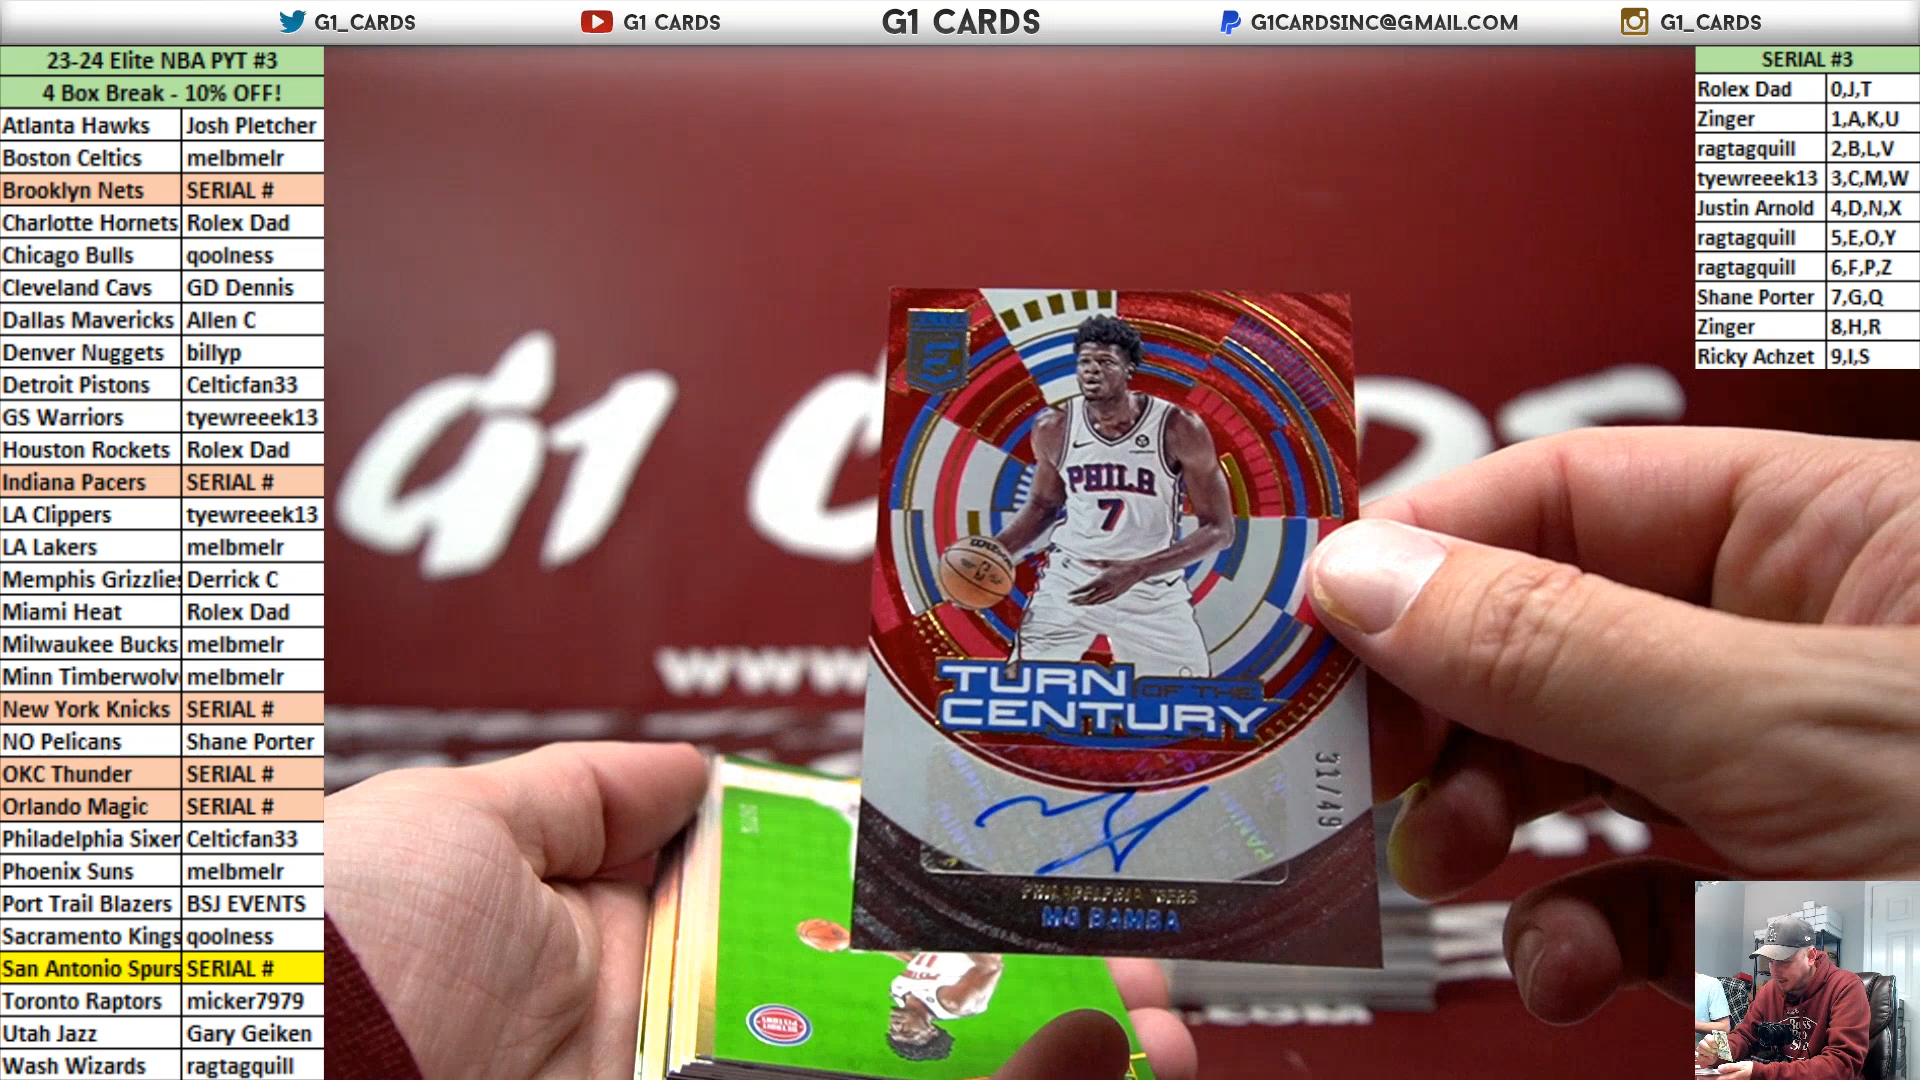 G1_CARDS G1 CARDS G1 CARDS G1CARDSINC@GMAIL.COM G1_CARDS
23-24 Elite NBA PYT #3
4 Box Break - 10% OFF!
Atlanta Hawks Josh Pletcher
Boston Celtics melbmelr
Brooklyn Nets SERIAL #
Charlotte Hornets Rolex Dad
Chicago Bulls qoolness
Cleveland Cavs GD Dennis
Dallas Mavericks Allen C
Denver Nuggets billyp
Detroit Pistons Celticfan33
GS Warriors tyewreeek13
Houston Rockets Rolex Dad
Indiana Pacers SERIAL #
LA Clippers tyewreeek13
LA Lakers melbmelr
Memphis Grizzlies Derrick C
Miami Heat Rolex Dad
Milwaukee Bucks melbmelr
Minn Timberwolv melbmelr
New York Knicks SERIAL #
NO Pelicans Shane Porter
OKC Thunder SERIAL #
Orlando Magic SERIAL #
Philadelphia Sixer Celticfan33
Phoenix Suns melbmelr
Port Trail Blazers BSJ EVENTS
Sacramento Kings qoolness
San Antonio Spurs SERIAL #
Toronto Raptors micker7979
Utah Jazz Gary Geiken
Wash Wizards ragtagquill
SERIAL #3
Rolex Dad 0,J,T
Zinger 1,A,K,U
ragtagquill 2,B,L,V
tyewreeek13 3,C,M,W
Justin Arnold 4,D,N,X
ragtagquill 5,E,O,Y
ragtagquill 6,F,P,Z
Shane Porter 7,G,Q
Zinger 8,H,R
Ricky Achzet 9,I,S
G1 C
www.
E
PHILA
7
TURN OF THE
CENTURY
31/49
PHILADELPHIA 76ERS
MO BAMBA